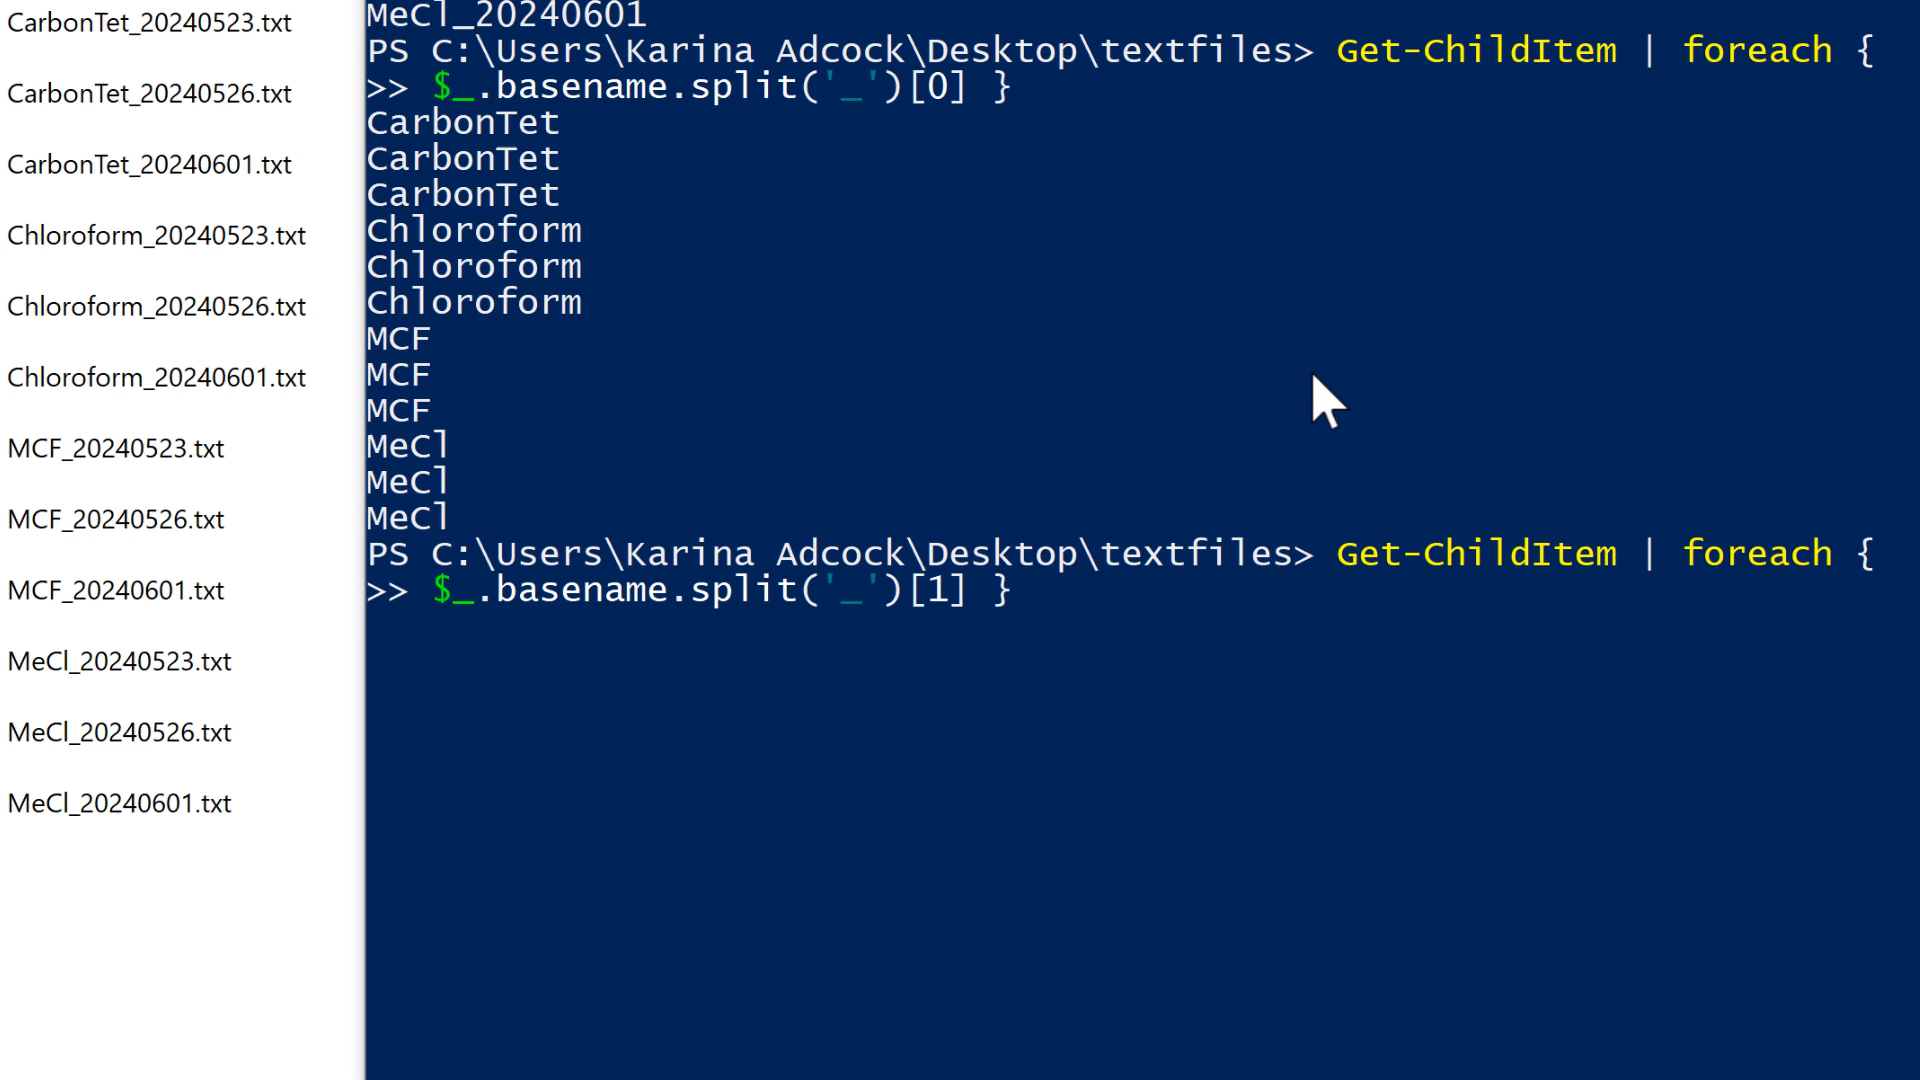 CarbonTet_20240523.txt
CarbonTet_20240526.txt
CarbonTet_20240601.txt
Chloroform_20240523.txt
Chloroform_20240526.txt
Chloroform_20240601.txt
MCF_20240523.txt
MCF_20240526.txt
MCF_20240601.txt
MeCl_20240523.txt
MeCl_20240526.txt
MeCl_20240601.txt
MeCl_20240601
PS C:\Users\Karina Adcock\Desktop\textfiles> Get-ChildItem | foreach {
>> $_.basename.split('_')[0] }
CarbonTet
CarbonTet
CarbonTet
Chloroform
Chloroform
Chloroform
MCF
MCF
MCF
MeCl
MeCl
MeCl
PS C:\Users\Karina Adcock\Desktop\textfiles> Get-ChildItem | foreach {
>> $_.basename.split('_')[1] }